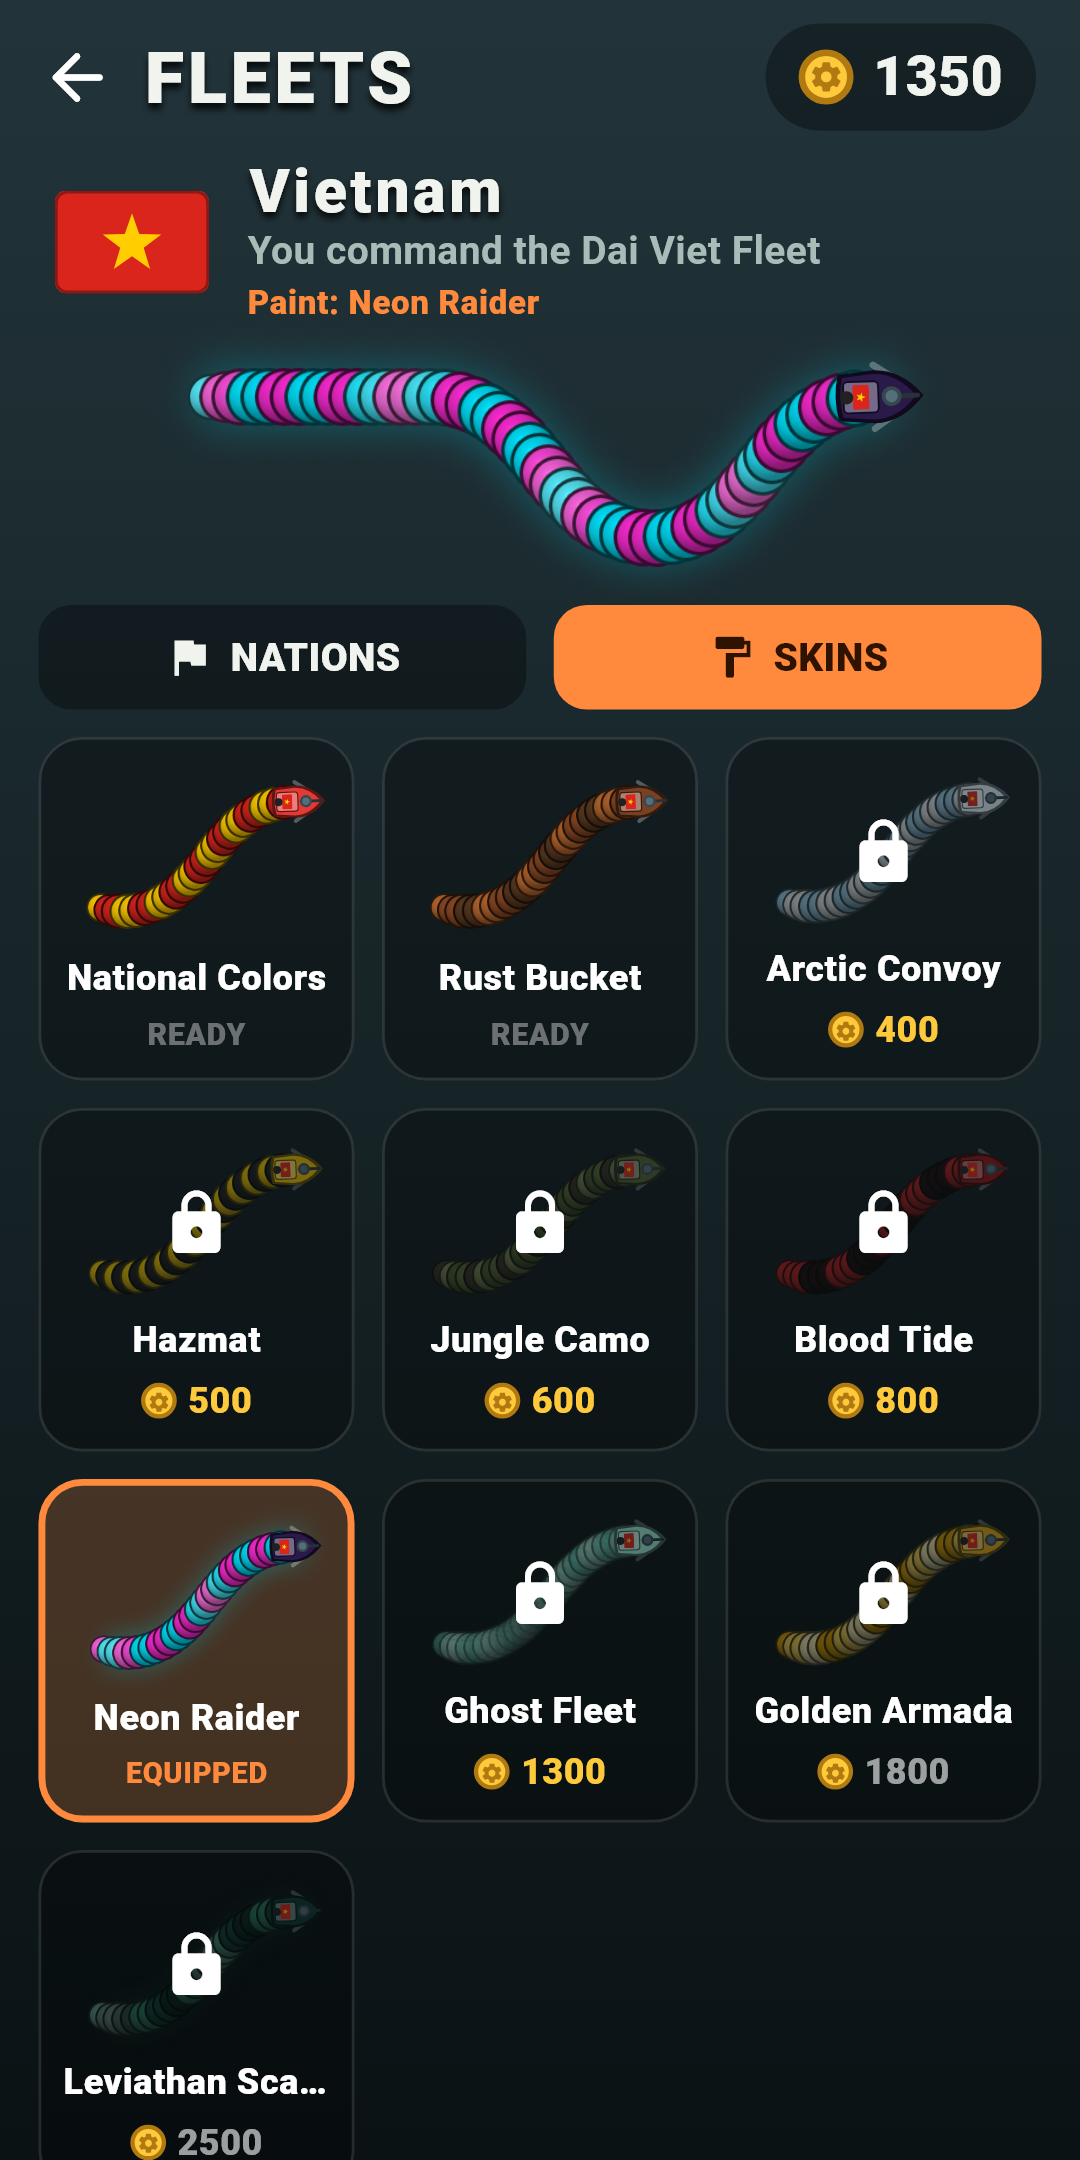 FLEETS
1350
Vietnam
You command the Dai Viet Fleet
Paint: Neon Raider
NATIONS
SKINS
National Colors
READY
Rust Bucket
READY
Arctic Convoy
400
Hazmat
500
Jungle Camo
600
Blood Tide
800
Neon Raider
EQUIPPED
Ghost Fleet
1300
Golden Armada
1800
Leviathan Sca...
2500